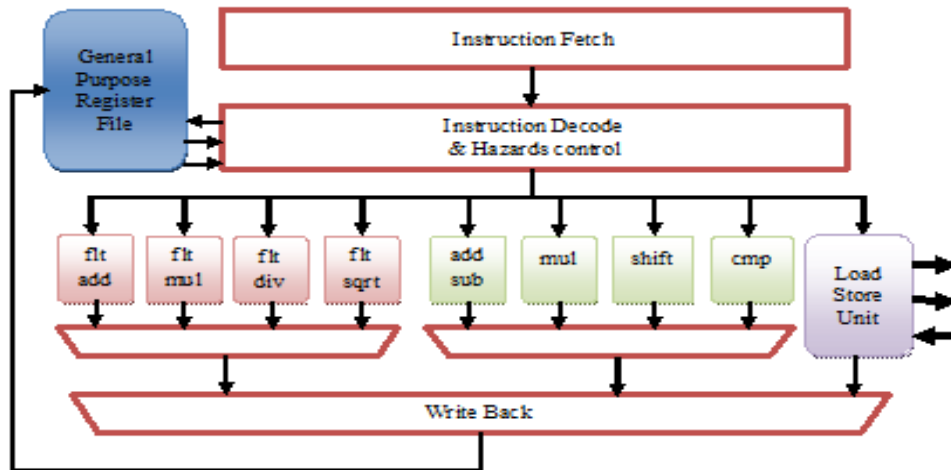 General
Purpose
Register
File
Instruction Fetch
Instruction Decode
& Hazards control
flt
add
flt
mul
flt
div
flt
sqrt
add
sub
mul
shift
cmp
Load
Store
Unit
Write Back